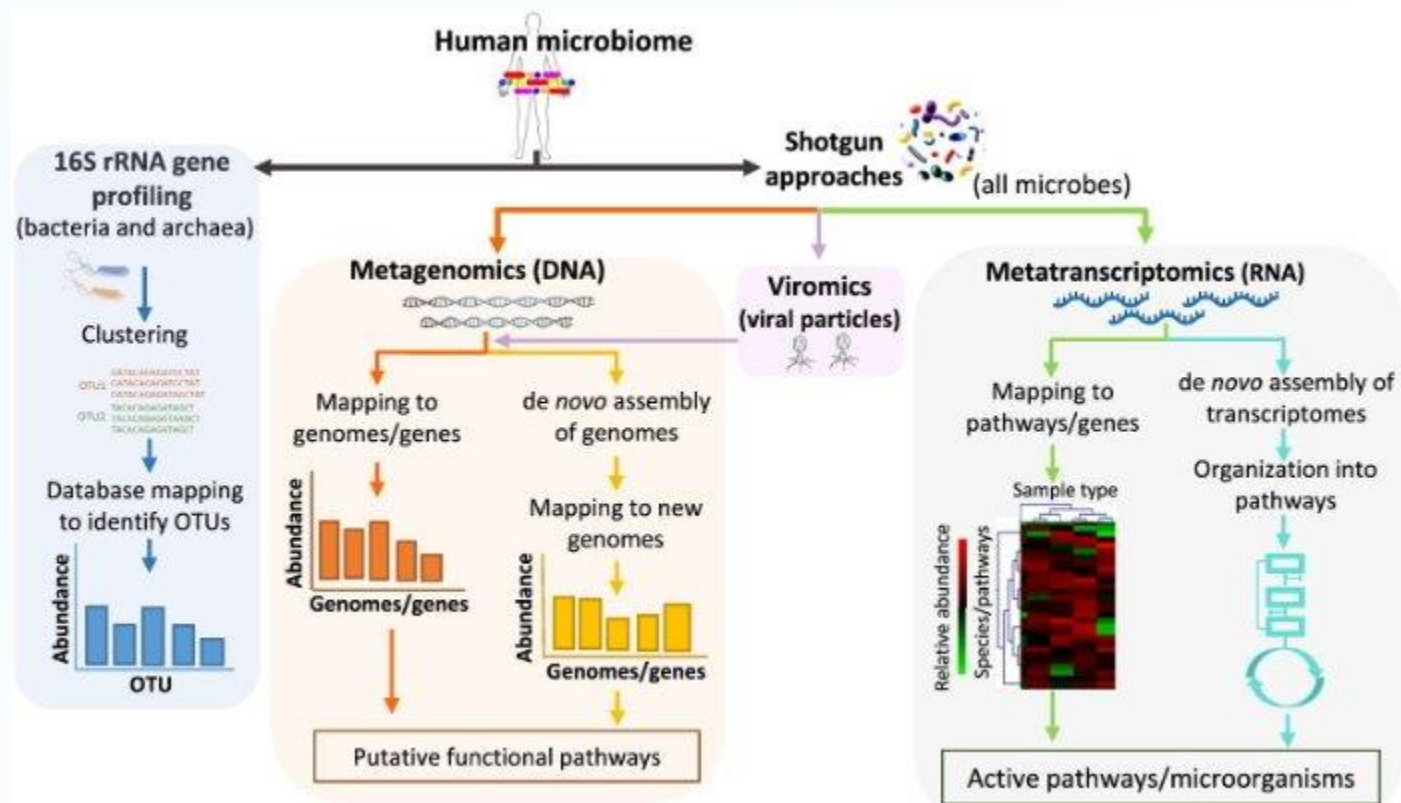 Human microbiome
16S rRNA gene
profiling
(bacteria and archaea)
Clustering
OTU1
GATACAGAGATGCTAT
OTU2
TACACAGAGATAGCT
TACACAGAGATAGCT
Database mapping
to identify OTUs
Abundance
OTU
Shotgun
approaches
(all microbes)
Metagenomics (DNA)
Mapping to
genomes/genes
Abundance
Genomes/genes
de novo assembly
of genomes
Mapping to new
genomes
Abundance
Genomes/genes
Putative functional pathways
Viromics
(viral particles)
Metatranscriptomics (RNA)
Mapping to
pathways/genes
Sample type
Relative abundance
Species/pathways
de novo assembly of
transcriptomes
Organization into
pathways
Active pathways/microorganisms